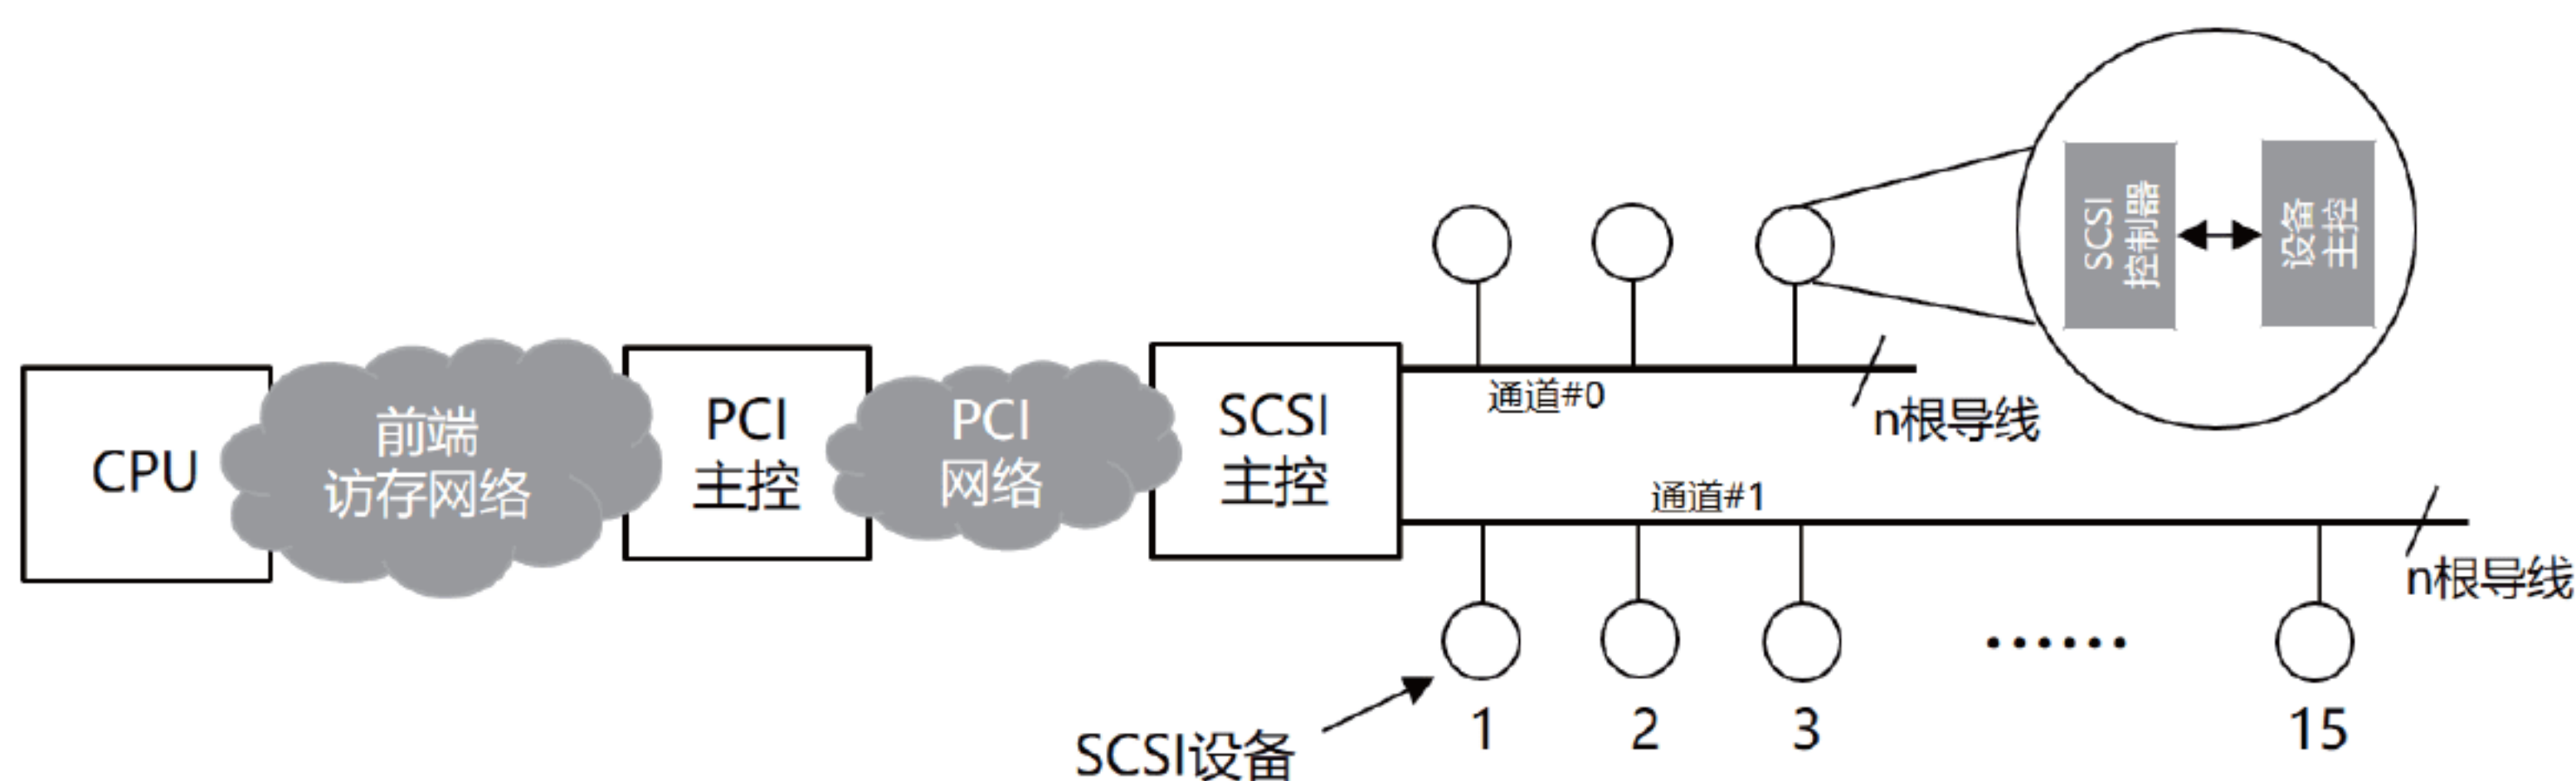 CPU
前端
访存网络
PCI
主控
PCI
网络
SCSI
主控
通道#0
n根导线
SCSI
控制器
设备
主控
通道#1
n根导线
SCSI设备
1
2
3
......
15